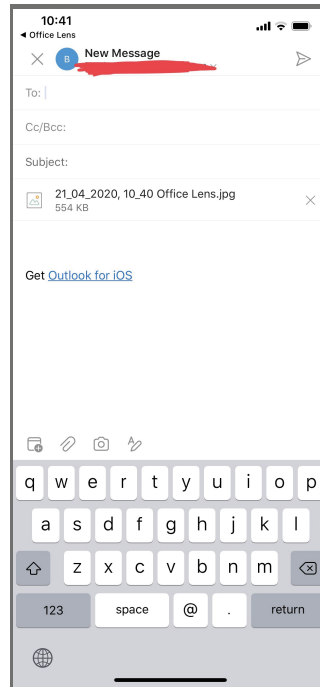 10:41
◀ Office Lens
B
New Message
To:
Cc/Bcc:
Subject:
21_04_2020, 10_40 Office Lens.jpg
554 KB
Get Outlook for iOS
q w e r t y u i o p
a s d f g h j k l
z x c v b n m
123 space @ . return